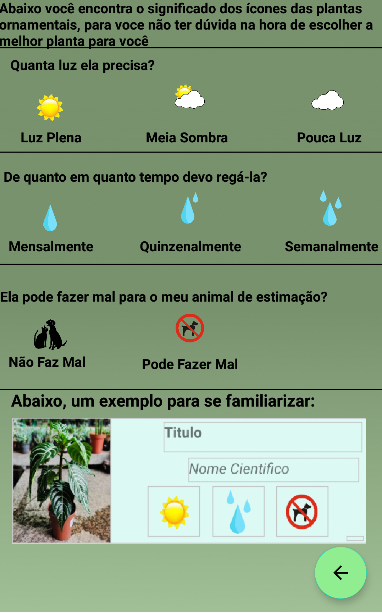 Abaixo você encontra o significado dos ícones das plantas
ornamentais, para voce não ter dúvida na hora de escolher a
melhor planta para você
Quanta luz ela precisa?
Luz Plena Meia Sombra Pouca Luz
De quanto em quanto tempo devo regá-la?
Mensalmente Quinzenalmente Semanalmente
Ela pode fazer mal para o meu animal de estimação?
Não Faz Mal Pode Fazer Mal
Abaixo, um exemplo para se familiarizar:
Titulo
Nome Cientifico